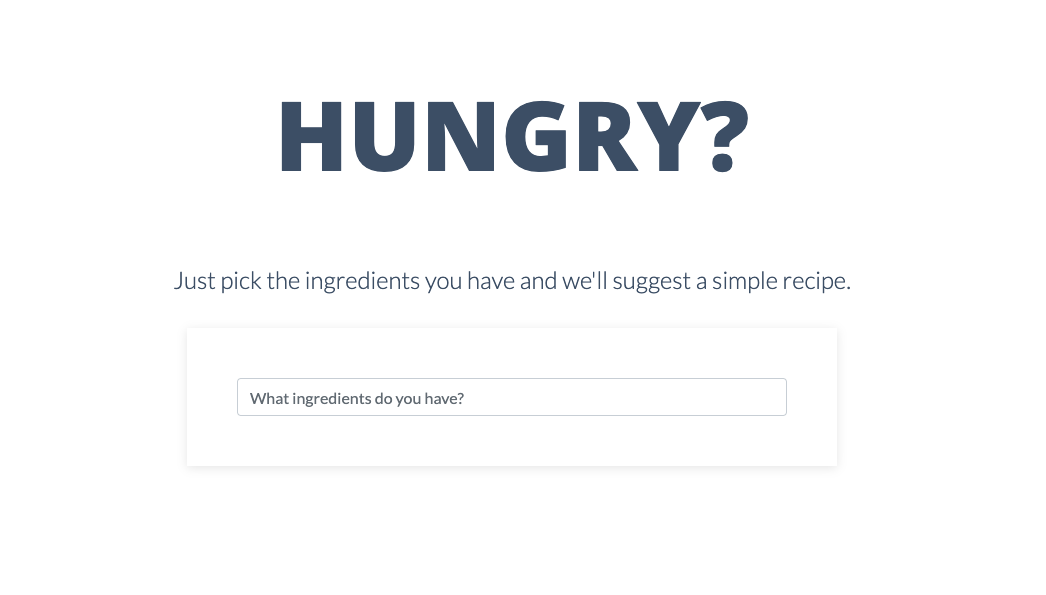 HUNGRY?
Just pick the ingredients you have and we'll suggest a simple recipe.
What ingredients do you have?